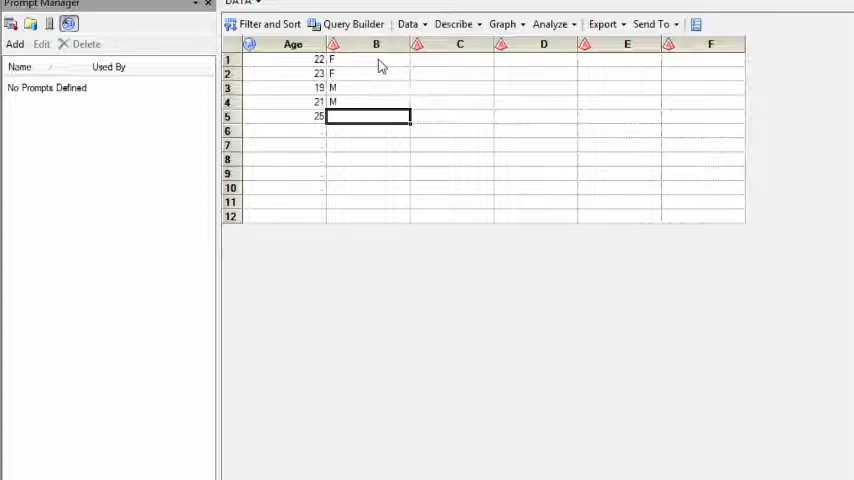 Prompt Manager
DATA
Filter and Sort Query Builder Data Describe Graph Analyze Export Send To
Add Edit Delete
Name Used By
No Prompts Defined
Age B C D E F
1 22 F
2 23 F
3 19 M
4 21 M
5 25
6 .
7 .
8 .
9 .
10 .
11
12